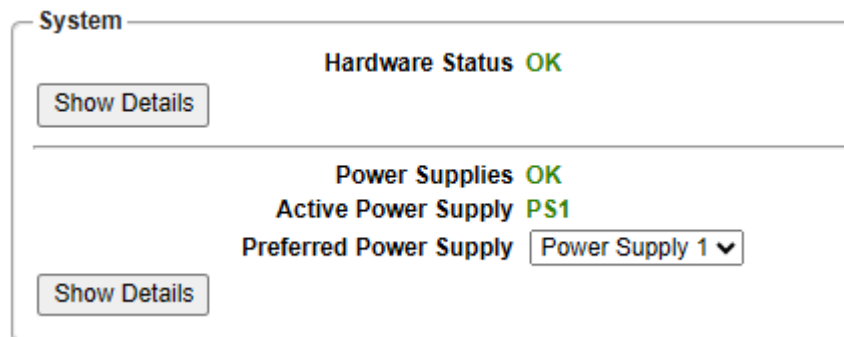 System
Hardware Status OK
Show Details
Power Supplies OK
Active Power Supply PS1
Preferred Power Supply Power Supply 1
Show Details